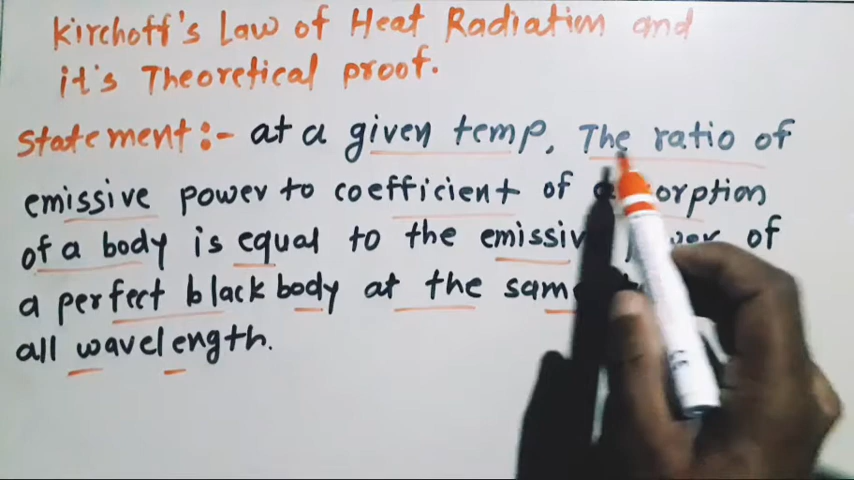 Kirchoff's Law of Heat Radiation and
it's Theoretical proof.
Statement:- at a given temp, The ratio of
emissive power to coefficient of
of a body is equal to the of
a perfect black body at the
all wavelength.